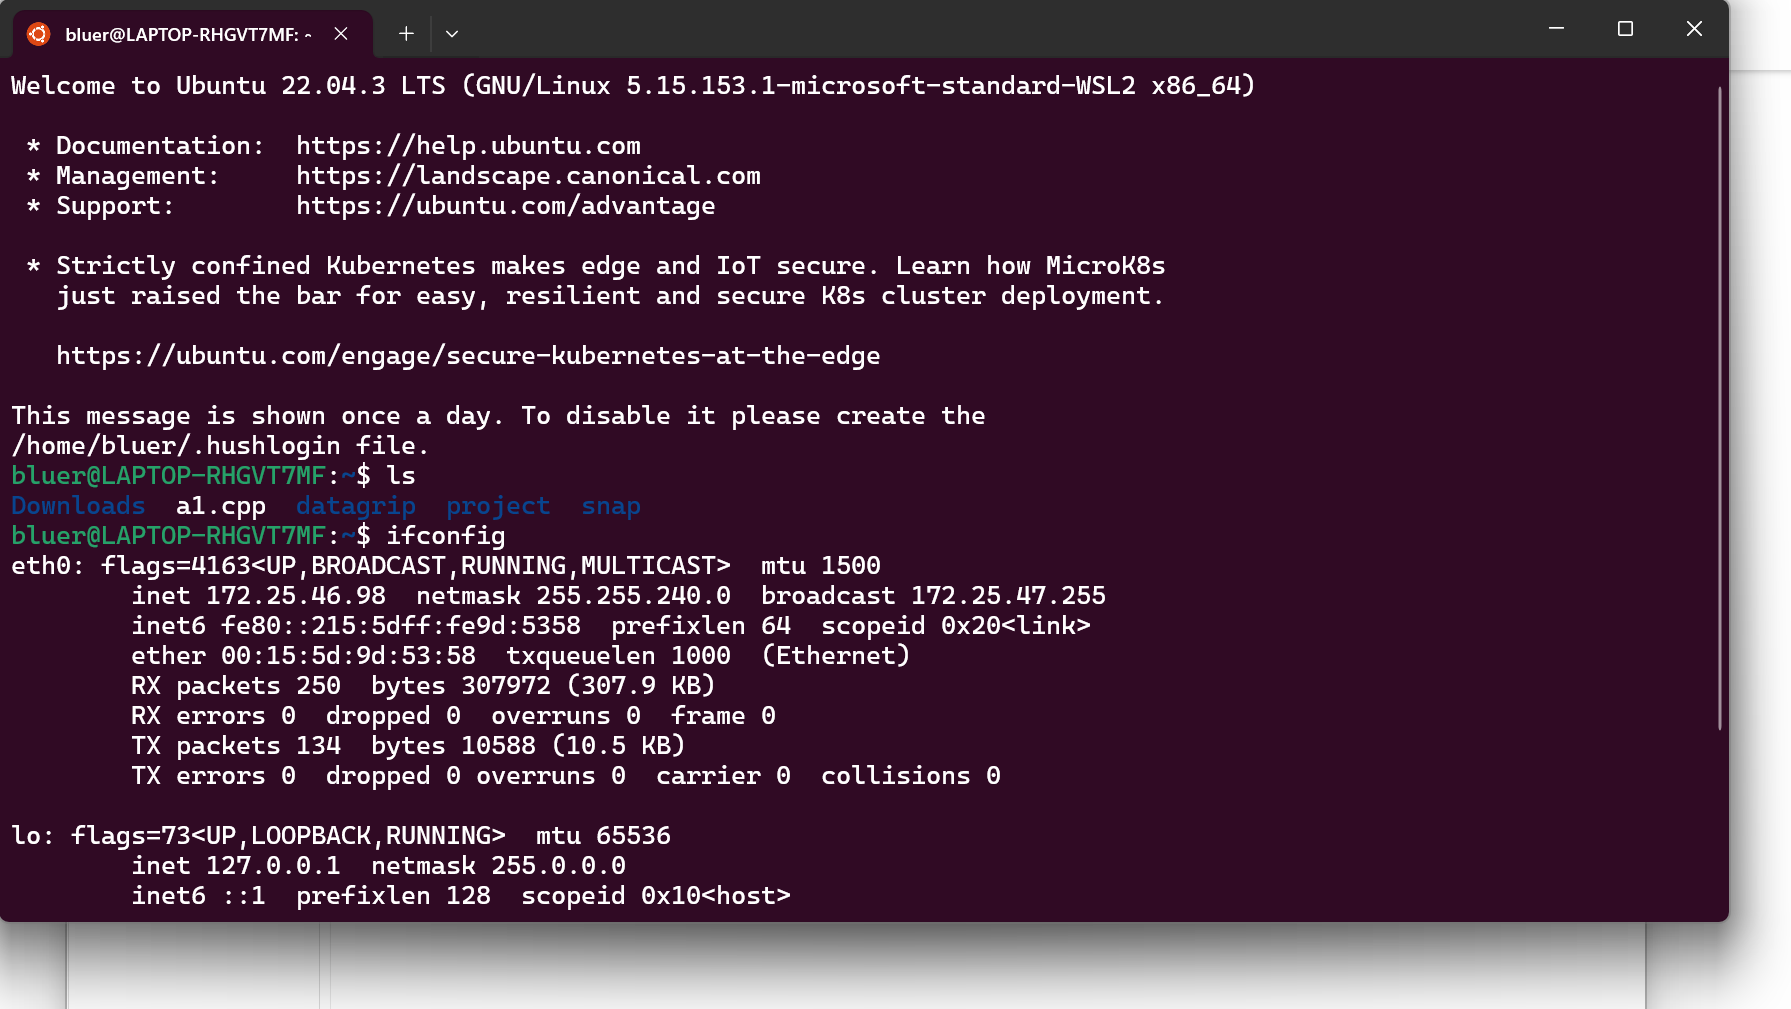 bluer@LAPTOP-RHGVT7MF: ~
Welcome to Ubuntu 22.04.3 LTS (GNU/Linux 5.15.153.1-microsoft-standard-WSL2 x86_64)
* Documentation:  https://help.ubuntu.com
* Management:     https://landscape.canonical.com
* Support:        https://ubuntu.com/advantage
* Strictly confined Kubernetes makes edge and IoT secure. Learn how MicroK8s
just raised the bar for easy, resilient and secure K8s cluster deployment.
https://ubuntu.com/engage/secure-kubernetes-at-the-edge
This message is shown once a day. To disable it please create the
/home/bluer/.hushlogin file.
bluer@LAPTOP-RHGVT7MF:~$ ls
Downloads  a1.cpp  datagrip  project  snap
bluer@LAPTOP-RHGVT7MF:~$ ifconfig
eth0: flags=4163<UP,BROADCAST,RUNNING,MULTICAST>  mtu 1500
inet 172.25.46.98  netmask 255.255.240.0  broadcast 172.25.47.255
inet6 fe80::215:5dff:fe9d:5358  prefixlen 64  scopeid 0x20<link>
ether 00:15:5d:9d:53:58  txqueuelen 1000  (Ethernet)
RX packets 250  bytes 307972 (307.9 KB)
RX errors 0  dropped 0  overruns 0  frame 0
TX packets 134  bytes 10588 (10.5 KB)
TX errors 0  dropped 0 overruns 0  carrier 0  collisions 0
lo: flags=73<UP,LOOPBACK,RUNNING>  mtu 65536
inet 127.0.0.1  netmask 255.0.0.0
inet6 ::1  prefixlen 128  scopeid 0x10<host>